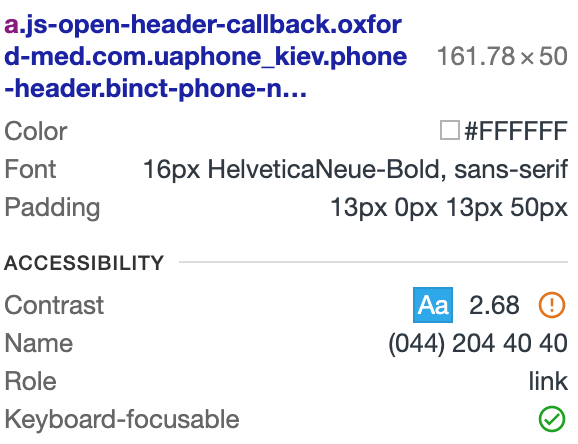 a.js-open-header-callback.oxfor
d-med.com.uaphone_kiev.phone
-header.binct-phone-n…
161.78 × 50
Color #FFFFFF
Font 16px HelveticaNeue-Bold, sans-serif
Padding 13px 0px 13px 50px
ACCESSIBILITY
Contrast Aa 2.68
Name (044) 204 40 40
Role link
Keyboard-focusable